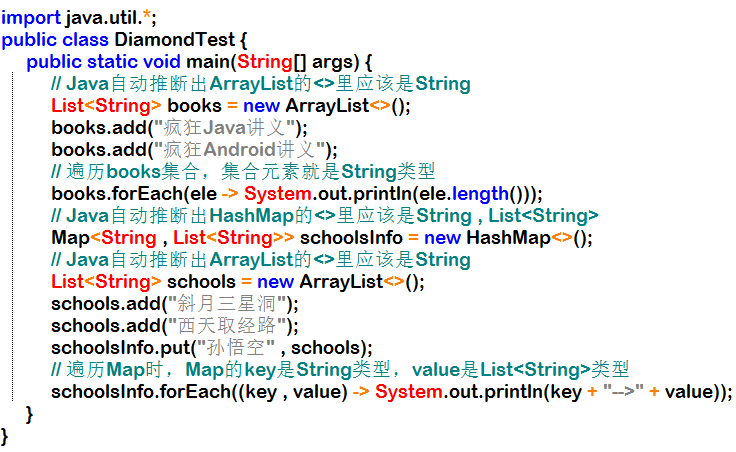 import java.util.*;
public class DiamondTest {
    public static void main(String[] args) {
        // Java自动推断出ArrayList的<>里应该是String
        List<String> books = new ArrayList<>();
        books.add("疯狂Java讲义");
        books.add("疯狂Android讲义");
        // 遍历books集合，集合元素就是String类型
        books.forEach(ele -> System.out.println(ele.length()));
        // Java自动推断出HashMap的<>里应该是String , List<String>
        Map<String , List<String>> schoolsInfo = new HashMap<>();
        // Java自动推断出ArrayList的<>里应该是String
        List<String> schools = new ArrayList<>();
        schools.add("斜月三星洞");
        schools.add("西天取经路");
        schoolsInfo.put("孙悟空" , schools);
        // 遍历Map时，Map的key是String类型，value是List<String>类型
        schoolsInfo.forEach((key , value) -> System.out.println(key + "-->" + value));
    }
}